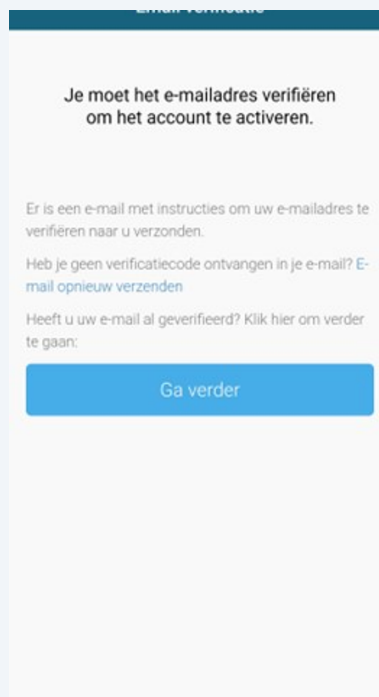 Email verificatie
Je moet het e-mailadres verifiëren
om het account te activeren.
Er is een e-mail met instructies om uw e-mailadres te
verifiëren naar u verzonden.
Heb je geen verificatiecode ontvangen in je e-mail? E-
mail opnieuw verzenden
Heeft u uw e-mail al geverifieerd? Klik hier om verder
te gaan:
Ga verder